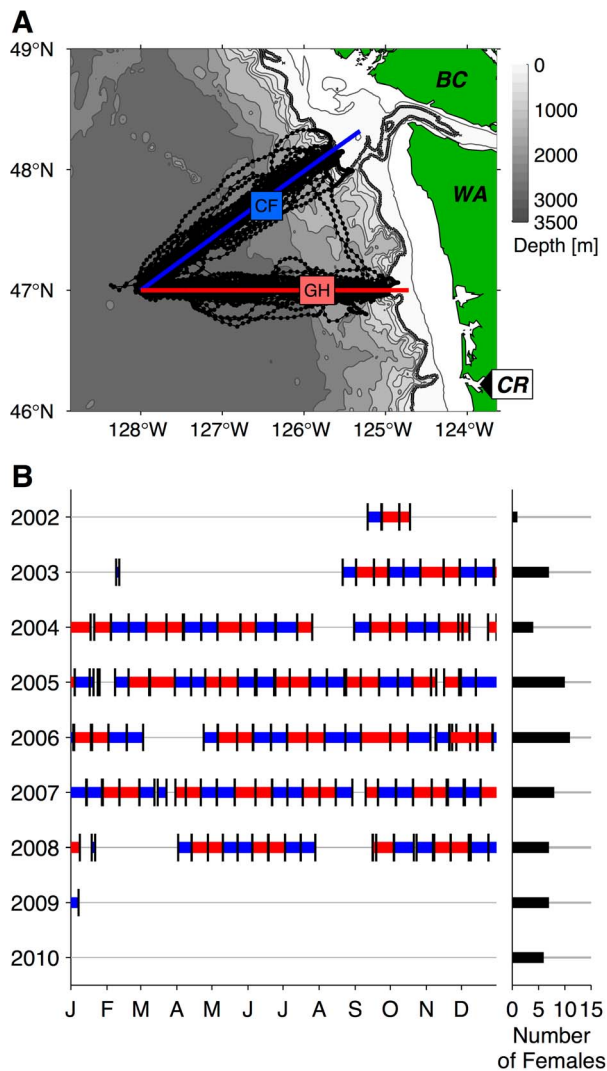 A
49°N
48°N
47°N
46°N
128°W 127°W 126°W 125°W 124°W
BC
WA
CF
GH
CR
0
1000
2000
3000
3500
Depth [m]
B
2002
2003
2004
2005
2006
2007
2008
2009
2010
J F M A M J J A S O N D
0 5 10 15
Number
of Females